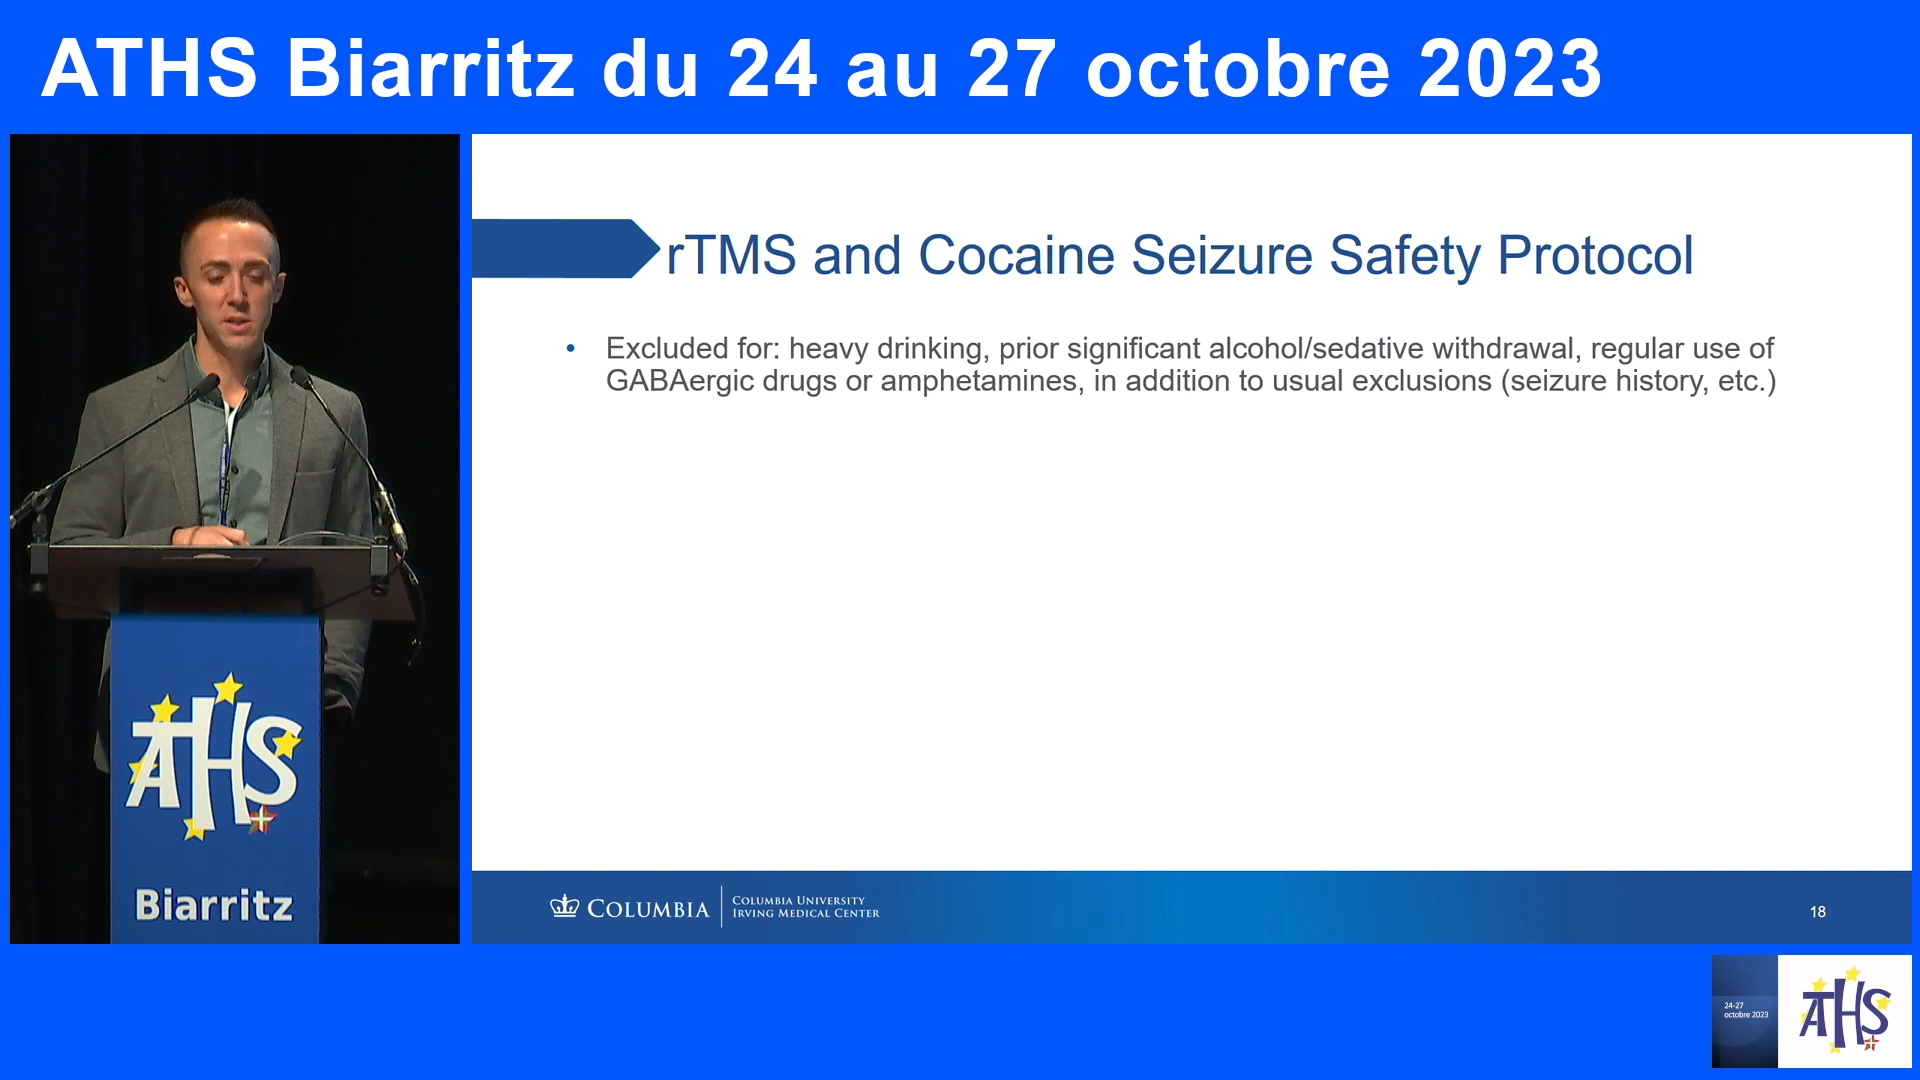 ATHS Biarritz du 24 au 27 octobre 2023
rTMS and Cocaine Seizure Safety Protocol
• Excluded for: heavy drinking, prior significant alcohol/sedative withdrawal, regular use of
GABAergic drugs or amphetamines, in addition to usual exclusions (seizure history, etc.)
ATHS
Biarritz
COLUMBIA
COLUMBIA UNIVERSITY
IRVING MEDICAL CENTER
18
24-27
octobre 2023
ATHS